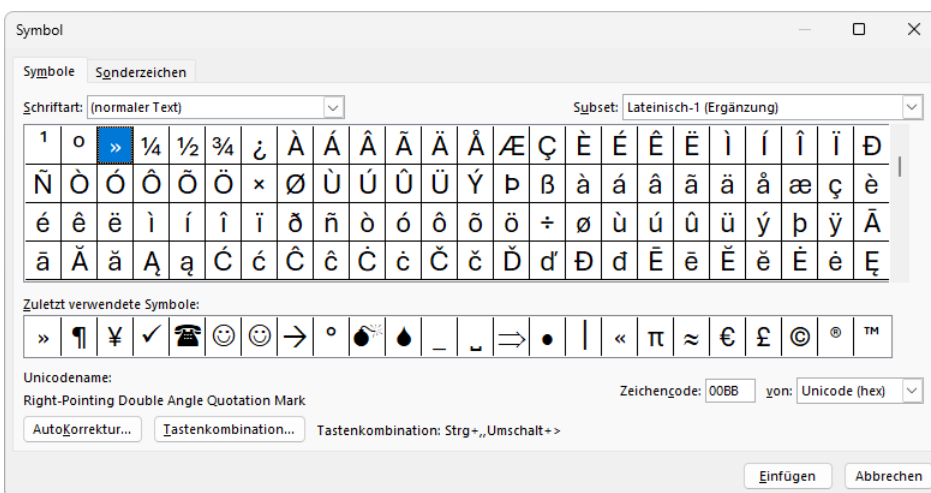 Symbol
Symbole Sonderzeichen
Schriftart: (normaler Text) Subset: Lateinisch-1 (Ergänzung)
¹ º » ¼ ½ ¾ ¿ À Á Â Ã Ä Å Æ Ç È É Ê Ë Ì Í Î Ï Ð
Ñ Ò Ó Ô Õ Ö × Ø Ù Ú Û Ü Ý Þ ß à á â ã ä å æ ç è
é ê ë ì í î ï ð ñ ò ó ô õ ö ÷ ø ù ú û ü ý þ ÿ Ā
ā Ă ă Ą ą Ć ć Ĉ ĉ Ċ ċ Č č Ď ď Đ đ Ē ē Ĕ ĕ Ė ė Ę
Zuletzt verwendete Symbole:
» ¶ ¥ ✓ ☎ ☺ ☺ → ° 💣 💧 _ ␣ ⇒ • | « π ≈ € £ © ® ™
Unicodename:
Right-Pointing Double Angle Quotation Mark
Zeichencode: 00BB von: Unicode (hex)
AutoKorrektur... Tastenkombination... Tastenkombination: Strg+,,Umschalt+>
Einfügen Abbrechen